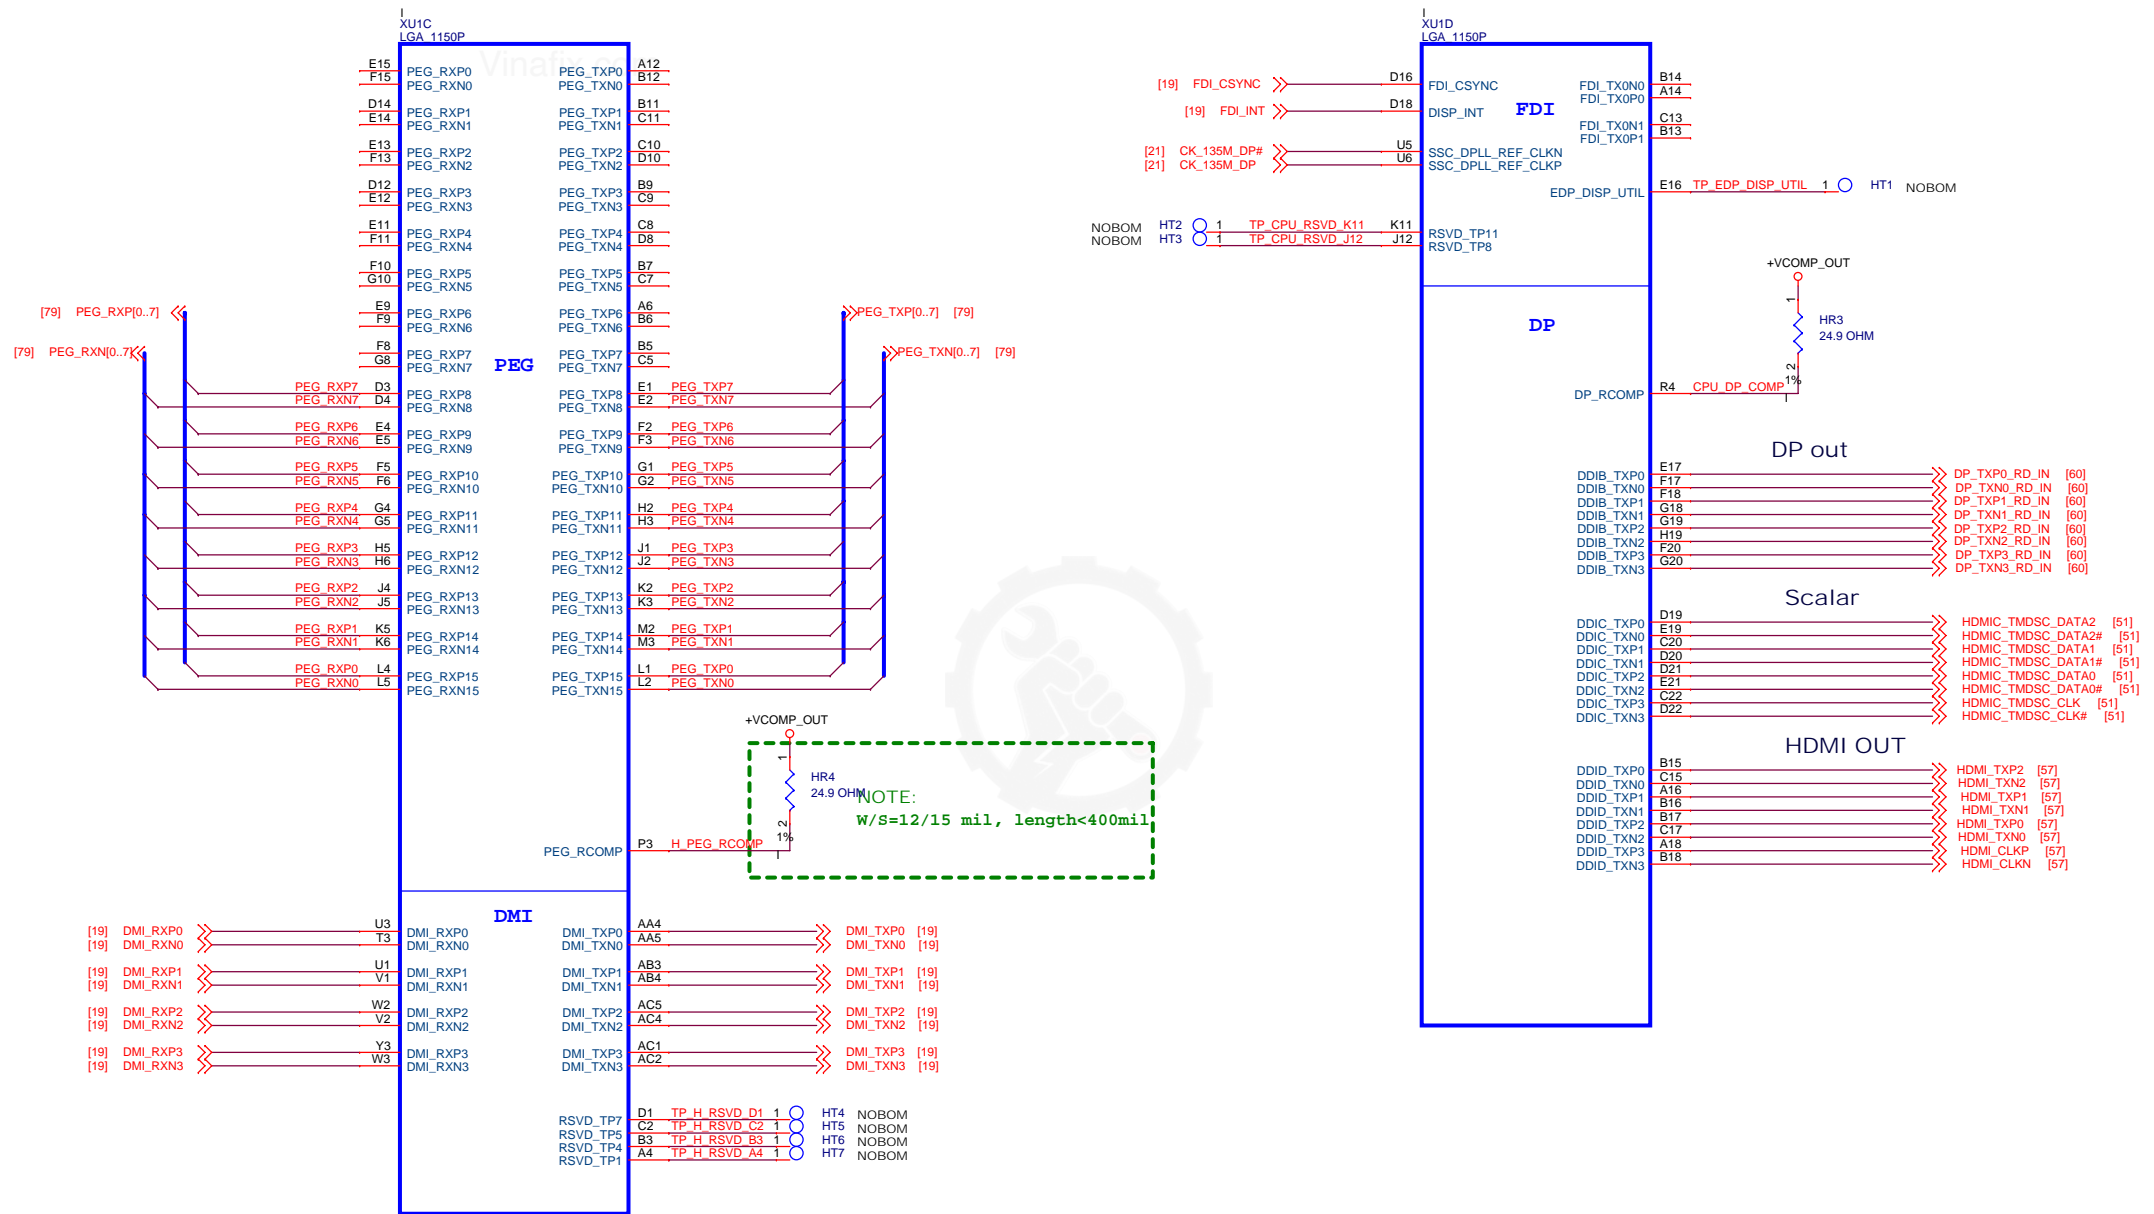 XU1C
LGA_1150P
Vinafix.com
E15 PEG_RXP0 PEG_TXP0 A12
F15 PEG_RXN0 PEG_TXN0 B12
D14 PEG_RXP1 PEG_TXP1 B11
E14 PEG_RXN1 PEG_TXN1 C11
E13 PEG_RXP2 PEG_TXP2 C10
F13 PEG_RXN2 PEG_TXN2 D10
D12 PEG_RXP3 PEG_TXP3 B9
E12 PEG_RXN3 PEG_TXN3 C9
E11 PEG_RXP4 PEG_TXP4 C8
F11 PEG_RXN4 PEG_TXN4 D8
F10 PEG_RXP5 PEG_TXP5 B7
G10 PEG_RXN5 PEG_TXN5 C7
[79] PEG_RXP[0..7] E9 PEG_RXP6 PEG_TXP6 A6 PEG_TXP[0..7] [79]
F9 PEG_RXN6 PEG_TXN6 B6
[79] PEG_RXN[0..7] F8 PEG_RXP7 PEG_TXP7 B5 PEG_TXN[0..7] [79]
G8 PEG_RXN7 PEG_TXN7 C5
PEG
PEG_RXP7 D3 PEG_RXP8 PEG_TXP8 E1 PEG_TXP7
PEG_RXN7 D4 PEG_RXN8 PEG_TXN8 E2 PEG_TXN7
PEG_RXP6 E4 PEG_RXP9 PEG_TXP9 F2 PEG_TXP6
PEG_RXN6 E5 PEG_RXN9 PEG_TXN9 F3 PEG_TXN6
PEG_RXP5 F5 PEG_RXP10 PEG_TXP10 G1 PEG_TXP5
PEG_RXN5 F6 PEG_RXN10 PEG_TXN10 G2 PEG_TXN5
PEG_RXP4 G4 PEG_RXP11 PEG_TXP11 H2 PEG_TXP4
PEG_RXN4 G5 PEG_RXN11 PEG_TXN11 H3 PEG_TXN4
PEG_RXP3 H5 PEG_RXP12 PEG_TXP12 J1 PEG_TXP3
PEG_RXN3 H6 PEG_RXN12 PEG_TXN12 J2 PEG_TXN3
PEG_RXP2 J4 PEG_RXP13 PEG_TXP13 K2 PEG_TXP2
PEG_RXN2 J5 PEG_RXN13 PEG_TXN13 K3 PEG_TXN2
PEG_RXP1 K5 PEG_RXP14 PEG_TXP14 M2 PEG_TXP1
PEG_RXN1 K6 PEG_RXN14 PEG_TXN14 M3 PEG_TXN1
PEG_RXP0 L4 PEG_RXP15 PEG_TXP15 L1 PEG_TXP0
PEG_RXN0 L5 PEG_RXN15 PEG_TXN15 L2 PEG_TXN0
+VCOMP_OUT
1
HR4
24.9 OHM
NOTE:
W/S=12/15 mil, length<400mil
2
1%
PEG_RCOMP P3 H_PEG_RCOMP
DMI
[19] DMI_RXP0 U3 DMI_RXP0 DMI_TXP0 AA4 DMI_TXP0 [19]
[19] DMI_RXN0 T3 DMI_RXN0 DMI_TXN0 AA5 DMI_TXN0 [19]
[19] DMI_RXP1 U1 DMI_RXP1 DMI_TXP1 AB3 DMI_TXP1 [19]
[19] DMI_RXN1 V1 DMI_RXN1 DMI_TXN1 AB4 DMI_TXN1 [19]
[19] DMI_RXP2 W2 DMI_RXP2 DMI_TXP2 AC5 DMI_TXP2 [19]
[19] DMI_RXN2 V2 DMI_RXN2 DMI_TXN2 AC4 DMI_TXN2 [19]
[19] DMI_RXP3 Y3 DMI_RXP3 DMI_TXP3 AC1 DMI_TXP3 [19]
[19] DMI_RXN3 W3 DMI_RXN3 DMI_TXN3 AC2 DMI_TXN3 [19]
RSVD_TP7 D1 TP_H_RSVD_D1 1 HT4 NOBOM
RSVD_TP5 C2 TP_H_RSVD_C2 1 HT5 NOBOM
RSVD_TP4 B3 TP_H_RSVD_B3 1 HT6 NOBOM
RSVD_TP1 A4 TP_H_RSVD_A4 1 HT7 NOBOM
XU1D
LGA_1150P
[19] FDI_CSYNC D16 FDI_CSYNC FDI_TX0N0 B14
FDI_TX0P0 A14
[19] FDI_INT D18 DISP_INT FDI
FDI_TX0N1 C13
FDI_TX0P1 B13
[21] CK_135M_DP# U5 SSC_DPLL_REF_CLKN
[21] CK_135M_DP U6 SSC_DPLL_REF_CLKP
EDP_DISP_UTIL E16 TP_EDP_DISP_UTIL 1 HT1 NOBOM
NOBOM HT2 1 TP_CPU_RSVD_K11 K11 RSVD_TP11
NOBOM HT3 1 TP_CPU_RSVD_J12 J12 RSVD_TP8
+VCOMP_OUT
1
DP
HR3
24.9 OHM
2
1%
DP_RCOMP R4 CPU_DP_COMP
DP out
DDIB_TXP0 E17 DP_TXP0_RD_IN [60]
DDIB_TXN0 F17 DP_TXN0_RD_IN [60]
DDIB_TXP1 F18 DP_TXP1_RD_IN [60]
DDIB_TXN1 G18 DP_TXN1_RD_IN [60]
DDIB_TXP2 G19 DP_TXP2_RD_IN [60]
DDIB_TXN2 H19 DP_TXN2_RD_IN [60]
DDIB_TXP3 F20 DP_TXP3_RD_IN [60]
DDIB_TXN3 G20 DP_TXN3_RD_IN [60]
Scalar
DDIC_TXP0 D19 HDMIC_TMDSC_DATA2 [51]
DDIC_TXN0 E19 HDMIC_TMDSC_DATA2# [51]
DDIC_TXP1 C20 HDMIC_TMDSC_DATA1 [51]
DDIC_TXN1 D20 HDMIC_TMDSC_DATA1# [51]
DDIC_TXP2 D21 HDMIC_TMDSC_DATA0 [51]
DDIC_TXN2 E21 HDMIC_TMDSC_DATA0# [51]
DDIC_TXP3 C22 HDMIC_TMDSC_CLK [51]
DDIC_TXN3 D22 HDMIC_TMDSC_CLK# [51]
HDMI OUT
DDID_TXP0 B15 HDMI_TXP2 [57]
DDID_TXN0 C15 HDMI_TXN2 [57]
DDID_TXP1 A16 HDMI_TXP1 [57]
DDID_TXN1 B16 HDMI_TXN1 [57]
DDID_TXP2 B17 HDMI_TXP0 [57]
DDID_TXN2 C17 HDMI_TXN0 [57]
DDID_TXP3 A18 HDMI_CLKP [57]
DDID_TXN3 B18 HDMI_CLKN [57]